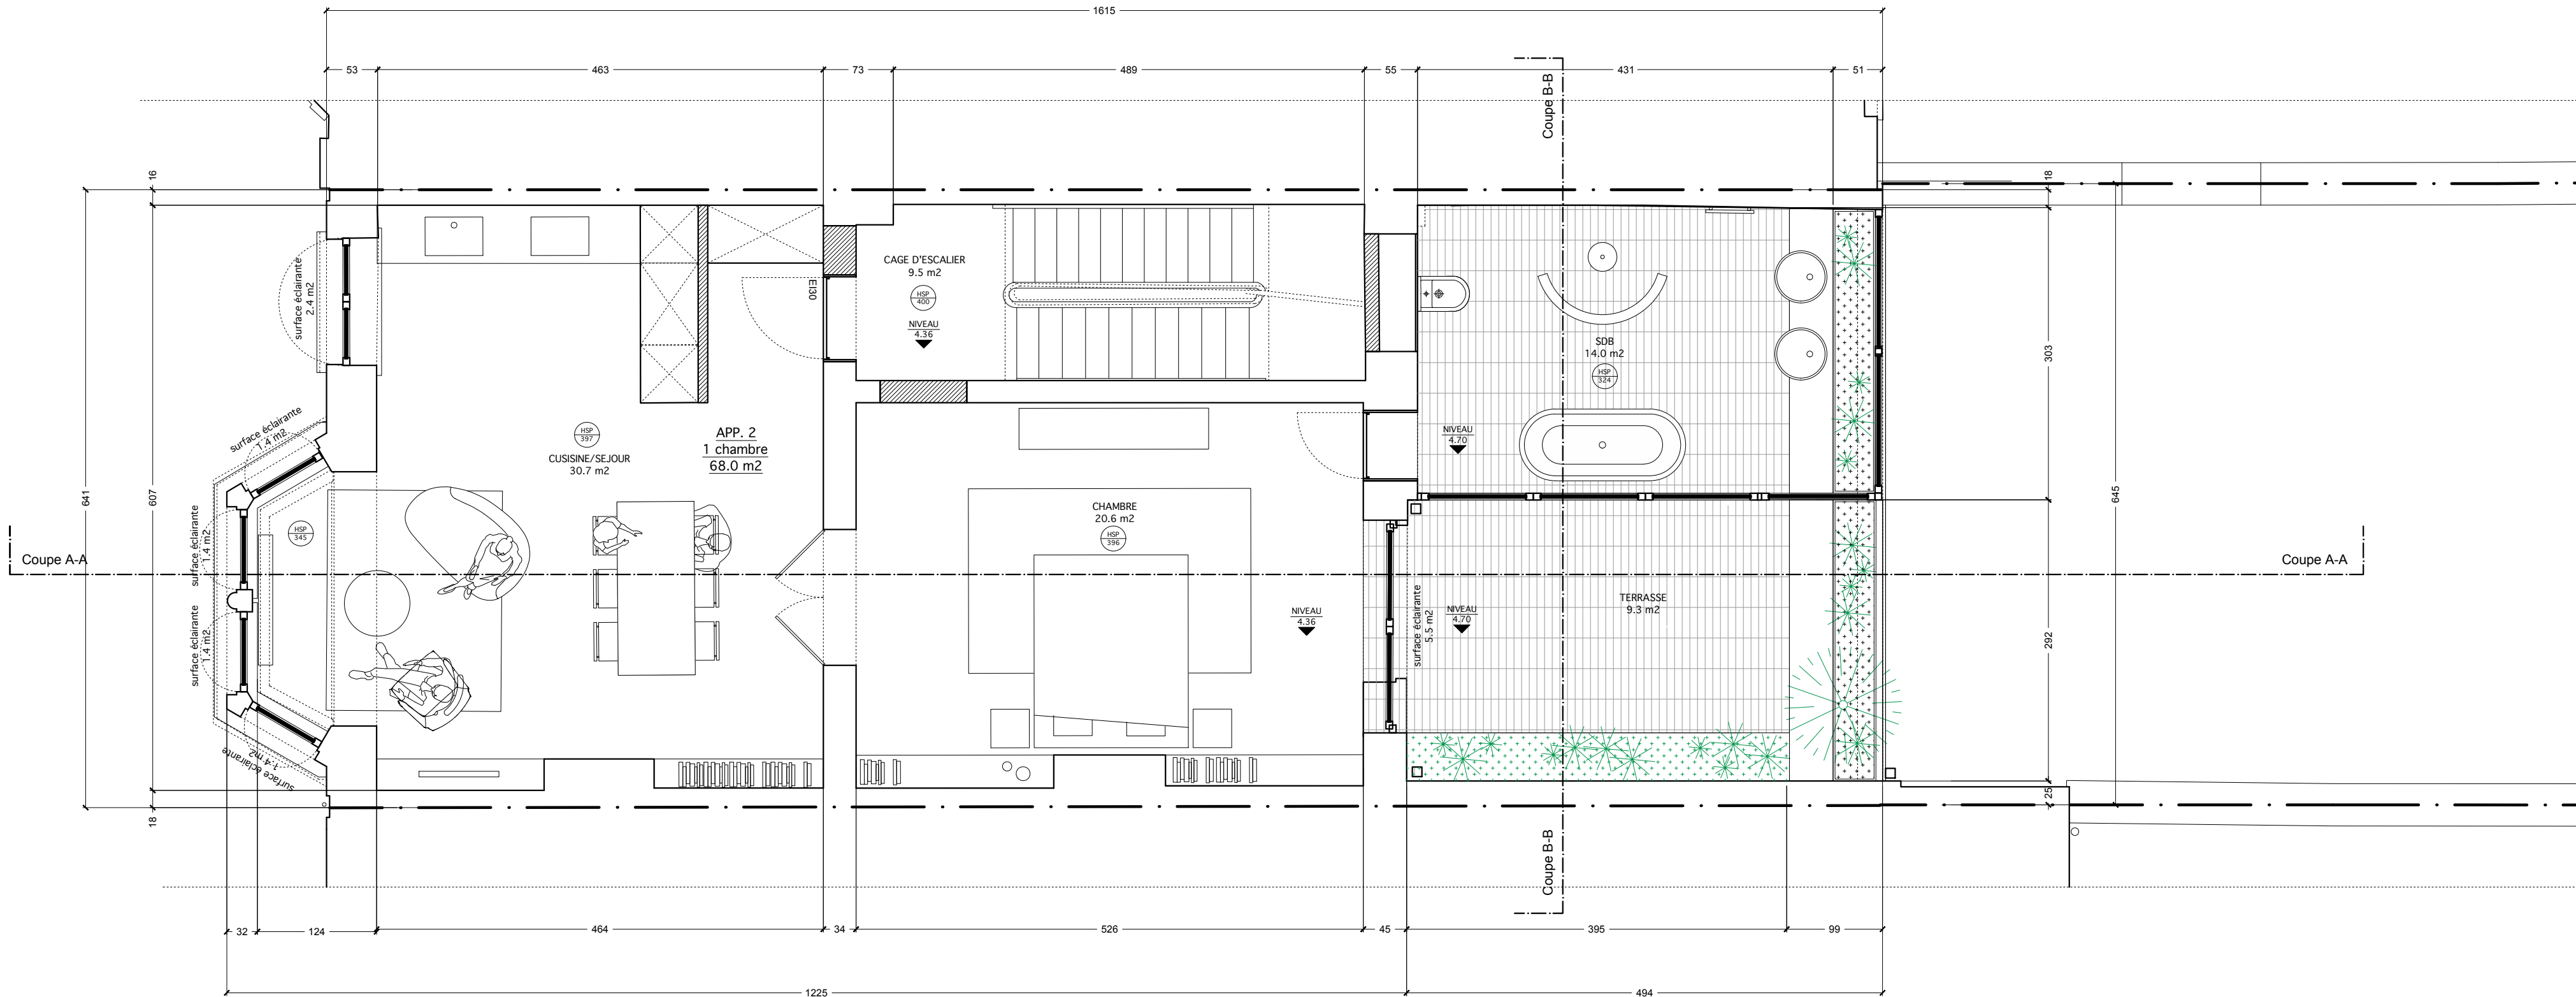 1615
53
463
73
489
55
431
51
Coupe B-B
16
18
surface éclairante
2.4 m2
EI30
CAGE D'ESCALIER
9.5 m2
HSP
400
NIVEAU
4.36
SDB
14.0 m2
HSP
324
303
surface éclairante
1.4 m2
HSP
397
CUSISINE/SEJOUR
30.7 m2
APP. 2
1 chambre
68.0 m2
NIVEAU
4.70
641
607
645
HSP
345
surface éclairante
1.4 m2
CHAMBRE
20.6 m2
HSP
396
Coupe A-A
Coupe A-A
surface éclairante
1.4 m2
NIVEAU
4.36
surface éclairante
5.5 m2
NIVEAU
4.70
TERRASSE
9.3 m2
292
surface éclairante
1.4 m2
25
18
Coupe B-B
32
124
464
34
526
45
395
99
1225
494